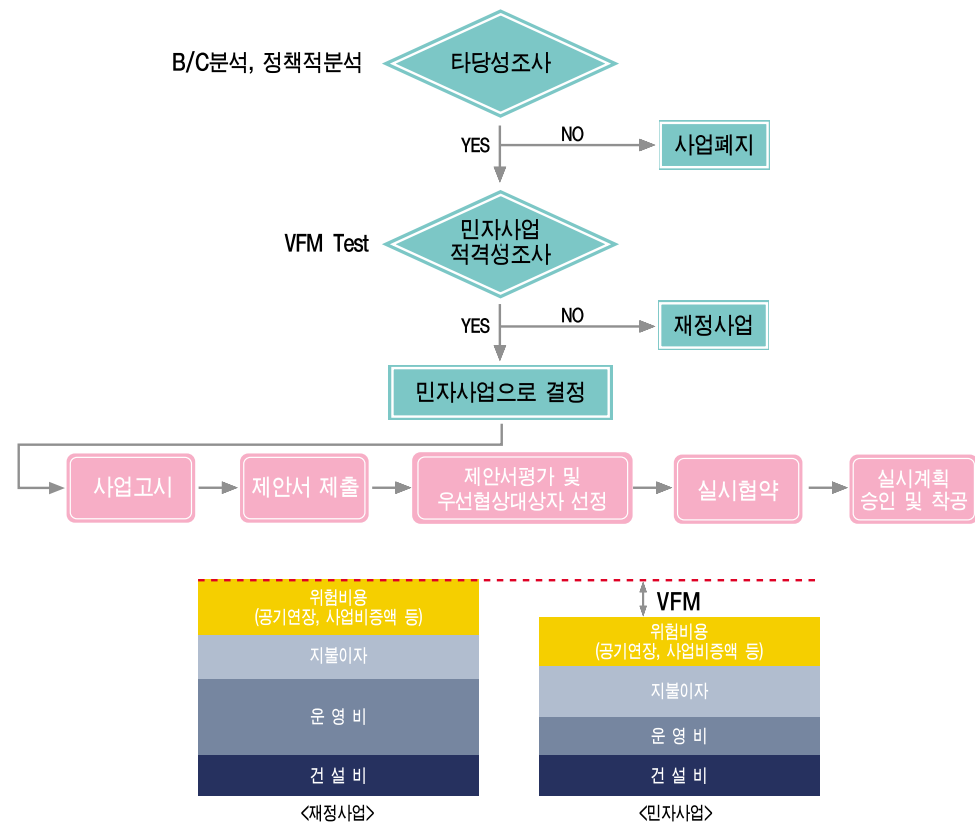 B/C분석, 정책적분석
타당성조사
YES
NO
사업폐지
VFM Test
민자사업
적격성조사
YES
NO
재정사업
민자사업으로 결정
사업고시
제안서 제출
제안서평가 및
우선협상대상자 선정
실시협약
실시계획
승인 및 착공
위험비용
(공기연장, 사업비증액 등)
지불이자
운 영 비
건 설 비
<재정사업>
VFM
위험비용
(공기연장, 사업비증액 등)
지불이자
운 영 비
건 설 비
<민자사업>